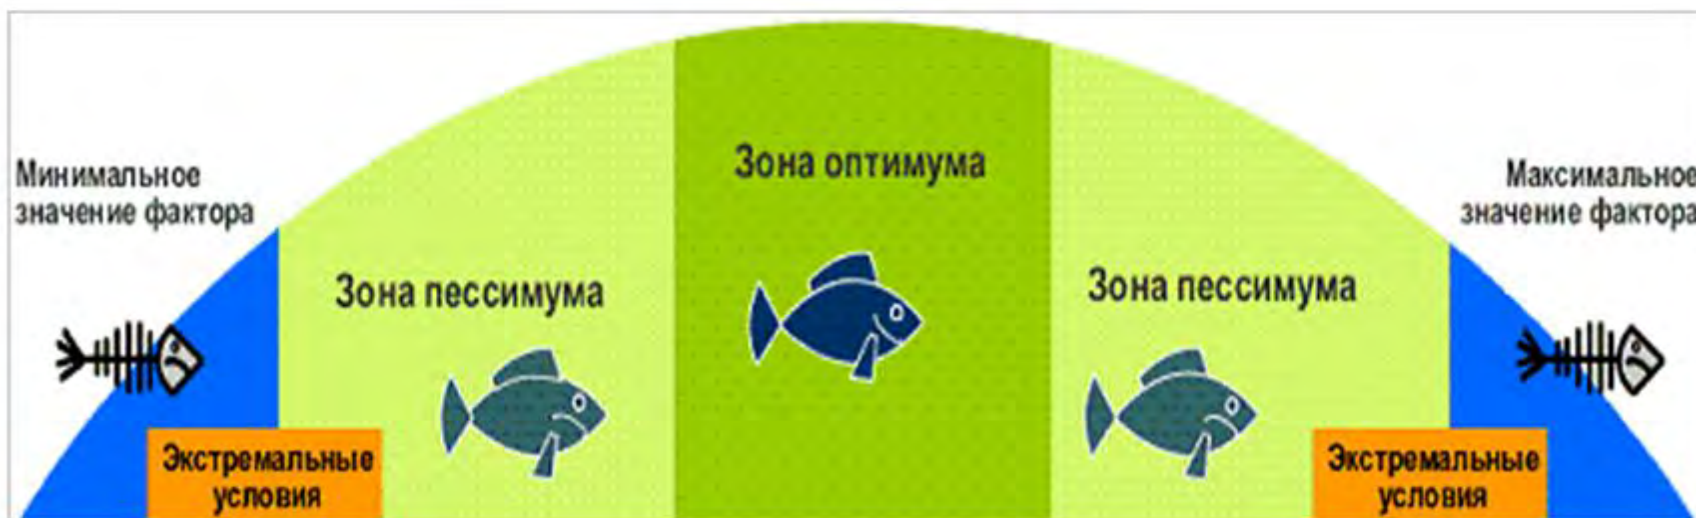 Зона оптимума
Минимальное
значение фактора
Максимальное
значение фактора
Зона пессимума
Зона пессимума
Экстремальные
условия
Экстремальные
условия